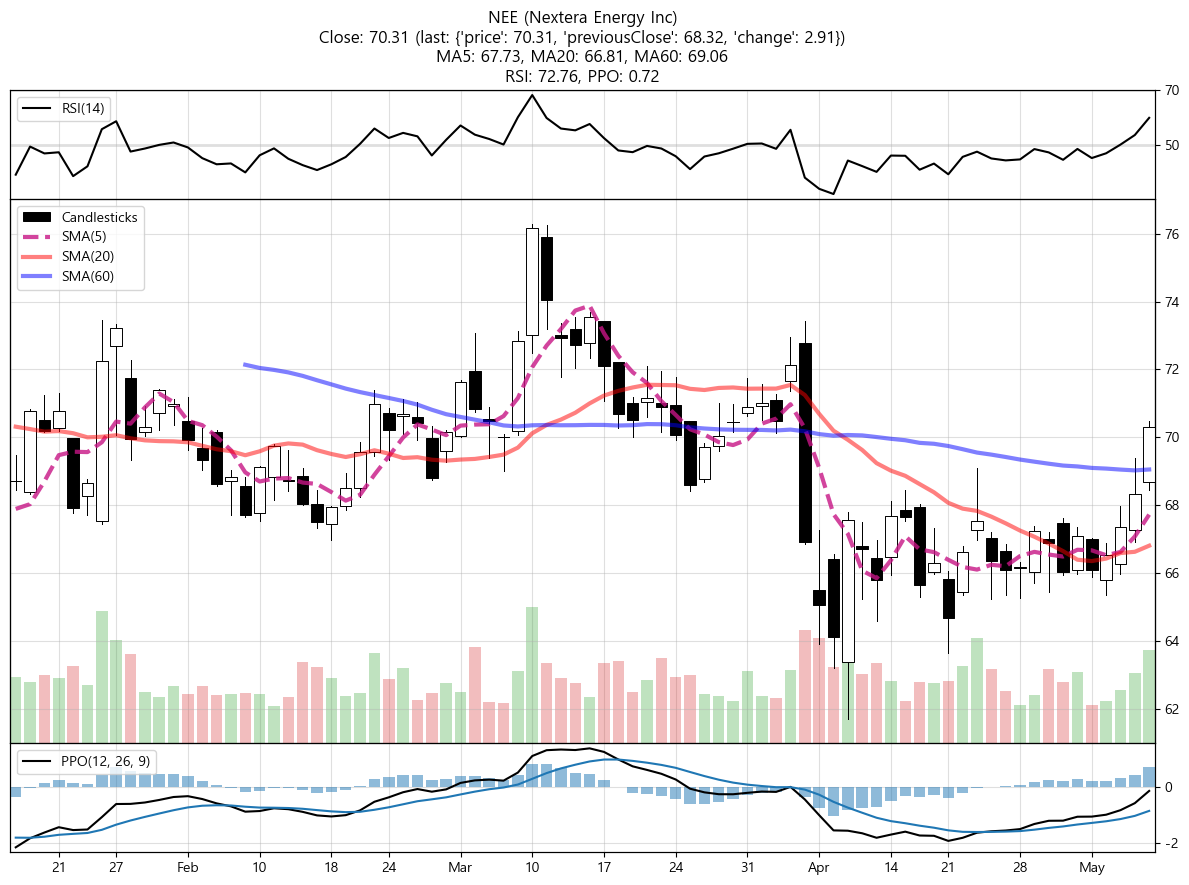 NEE (Nextera Energy Inc)
Close: 70.31 (last: {'price': 70.31, 'previousClose': 68.32, 'change': 2.91})
MA5: 67.73, MA20: 66.81, MA60: 69.06
RSI: 72.76, PPO: 0.72
RSI(14)
70
50
Candlesticks
SMA(5)
SMA(20)
SMA(60)
76
74
72
70
68
66
64
62
PPO(12, 26, 9)
0
-2
21 27 Feb 10 18 24 Mar 10 17 24 31 Apr 14 21 28 May